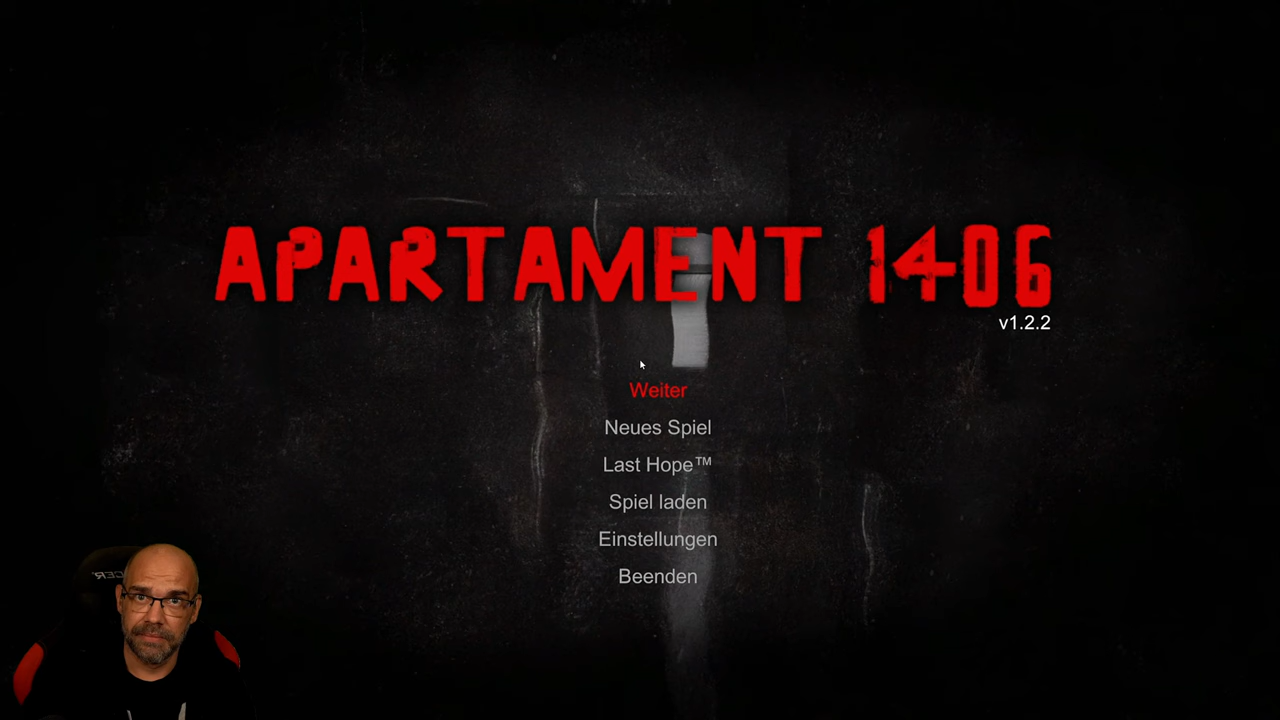 APARTAMENT 1406
v1.2.2
Weiter
Neues Spiel
Last Hope™
Spiel laden
Einstellungen
Beenden